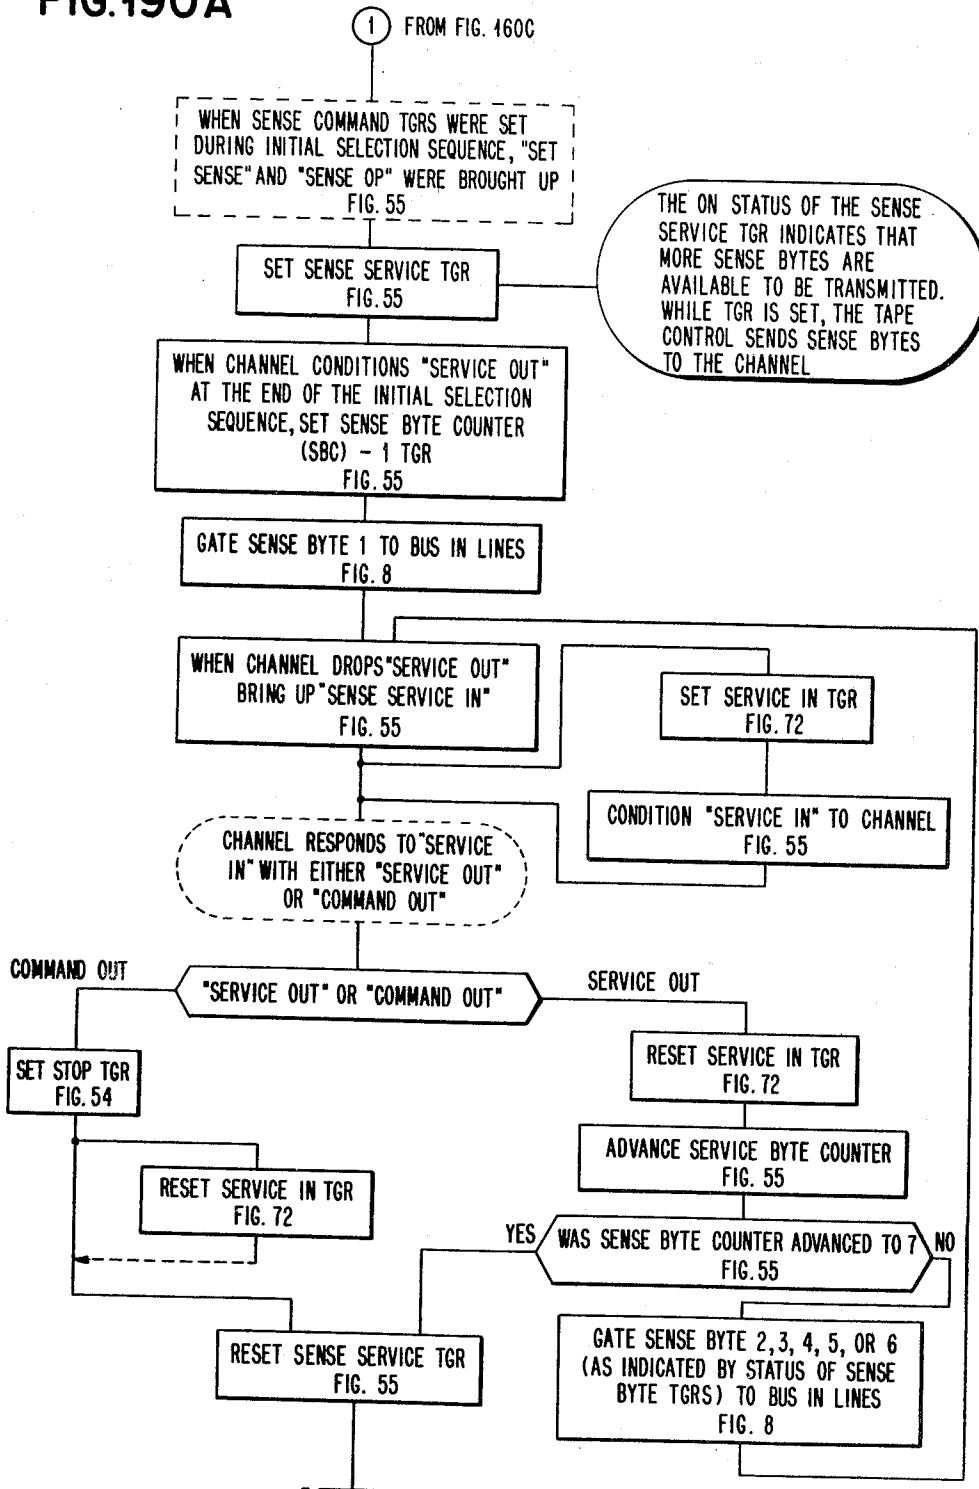 FIG. 190A
1 FROM FIG. 160C
WHEN SENSE COMMAND TGRS WERE SET
DURING INITIAL SELECTION SEQUENCE, "SET
SENSE" AND "SENSE OP" WERE BROUGHT UP
FIG. 55
THE ON STATUS OF THE SENSE
SERVICE TGR INDICATES THAT
MORE SENSE BYTES ARE
AVAILABLE TO BE TRANSMITTED.
WHILE TGR IS SET, THE TAPE
CONTROL SENDS SENSE BYTES
TO THE CHANNEL
SET SENSE SERVICE TGR
FIG. 55
WHEN CHANNEL CONDITIONS "SERVICE OUT"
AT THE END OF THE INITIAL SELECTION
SEQUENCE, SET SENSE BYTE COUNTER
(SBC) - 1 TGR
FIG. 55
GATE SENSE BYTE 1 TO BUS IN LINES
FIG. 8
WHEN CHANNEL DROPS "SERVICE OUT"
BRING UP "SENSE SERVICE IN"
FIG. 55
SET SERVICE IN TGR
FIG. 72
CONDITION "SERVICE IN" TO CHANNEL
FIG. 55
CHANNEL RESPONDS TO "SERVICE
IN" WITH EITHER "SERVICE OUT"
OR "COMMAND OUT"
COMMAND OUT
"SERVICE OUT" OR "COMMAND OUT"
SERVICE OUT
SET STOP TGR
FIG. 54
RESET SERVICE IN TGR
FIG. 72
RESET SERVICE IN TGR
FIG. 72
ADVANCE SERVICE BYTE COUNTER
FIG. 55
YES
WAS SENSE BYTE COUNTER ADVANCED TO 7
FIG. 55
NO
RESET SENSE SERVICE TGR
FIG. 55
GATE SENSE BYTE 2, 3, 4, 5, OR 6
(AS INDICATED BY STATUS OF SENSE
BYTE TGRS) TO BUS IN LINES
FIG. 8